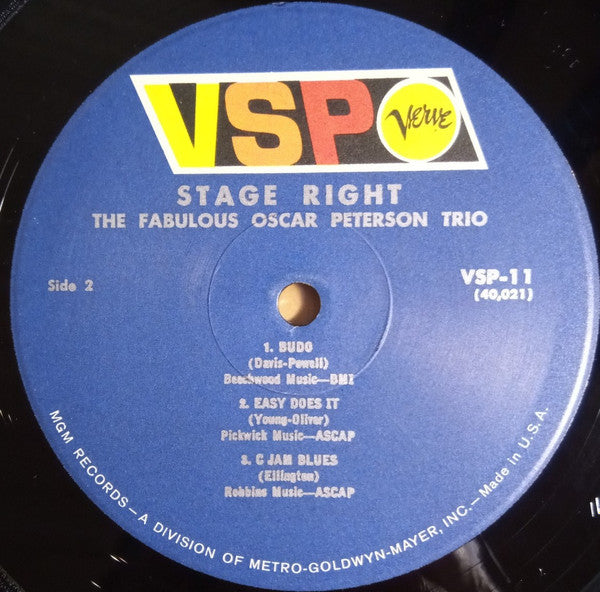 VSP Verve
STAGE RIGHT
THE FABULOUS OSCAR PETERSON TRIO
Side 2
VSP-11
(40,021)
1. BUDO
(Davis-Powell)
Beechwood Music—BMI
2. EASY DOES IT
(Young-Oliver)
Pickwick Music—ASCAP
3. C JAM BLUES
(Ellington)
Robbins Music—ASCAP
MGM RECORDS—A DIVISION OF METRO-GOLDWYN-MAYER, INC.—Made in U.S.A.